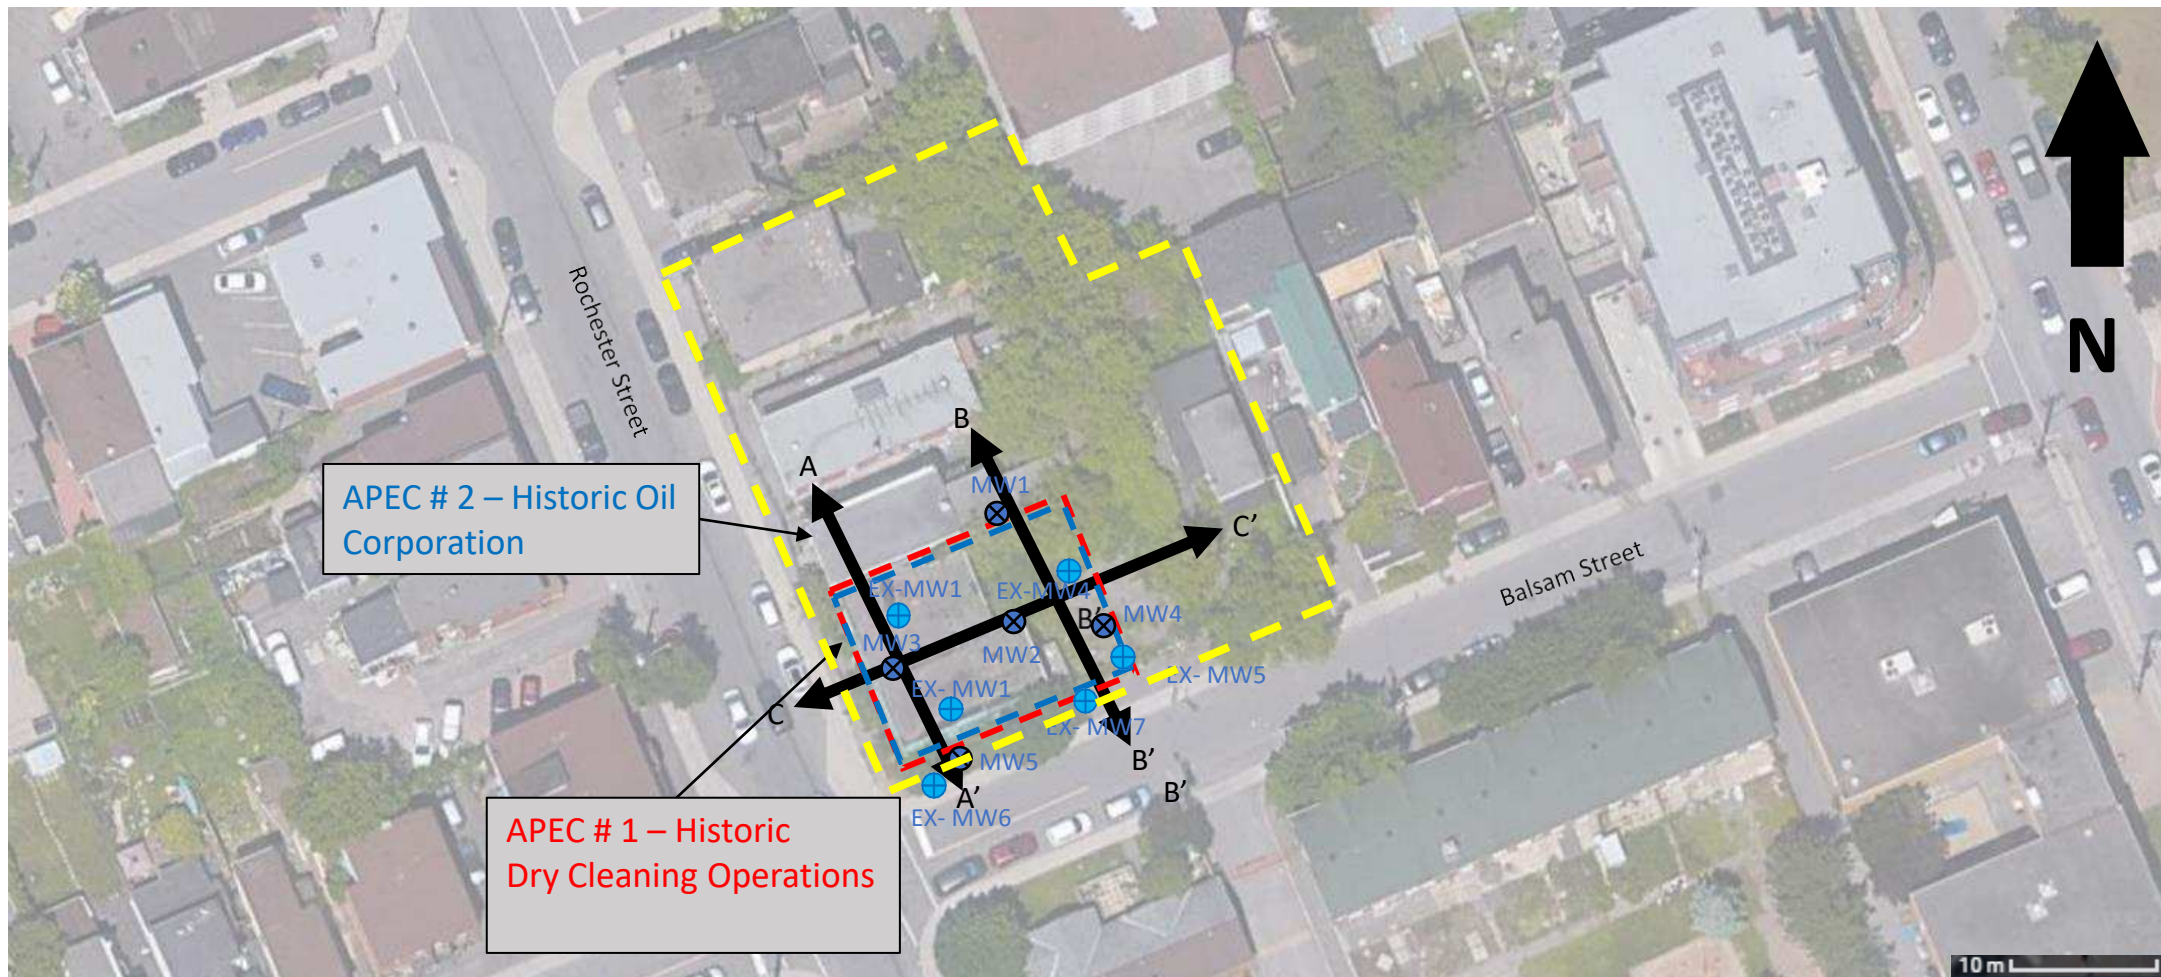 N
Rochester Street
B
A
APEC # 2 – Historic Oil
Corporation
MW1
C'
Balsam Street
EX-MW1
EX-MW4
B'
MW4
MW3
MW2
EX- MW5
EX- MW1
C
EX- MW7
MW5
B'
A'
B'
EX- MW6
APEC # 1 – Historic
Dry Cleaning Operations
10 m